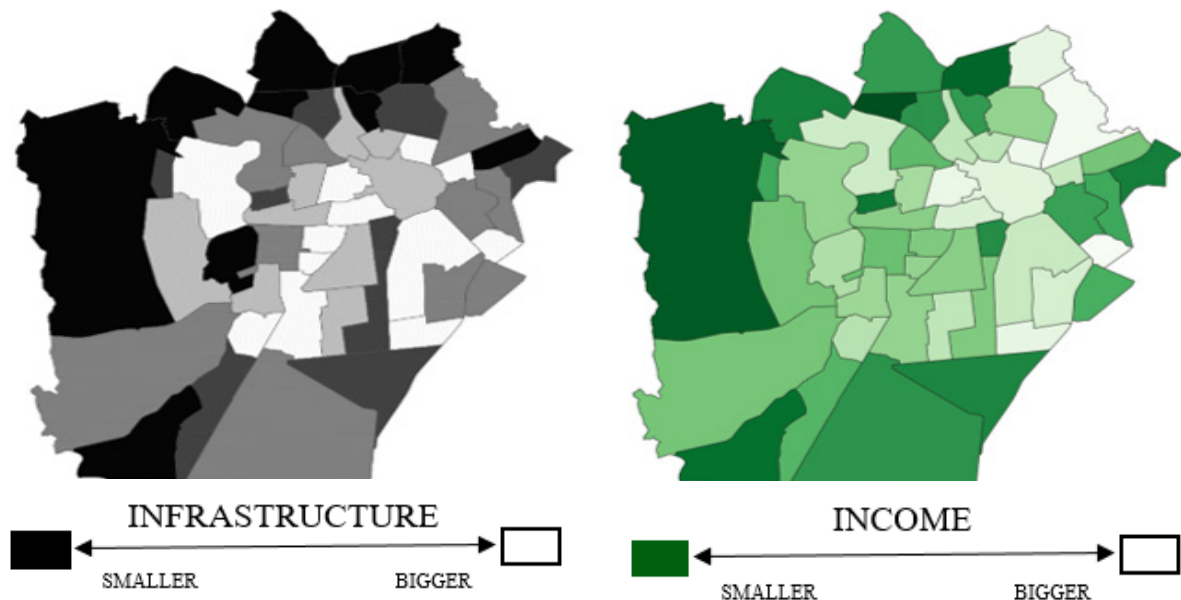 INFRASTRUCTURE
SMALLER
BIGGER
INCOME
SMALLER
BIGGER